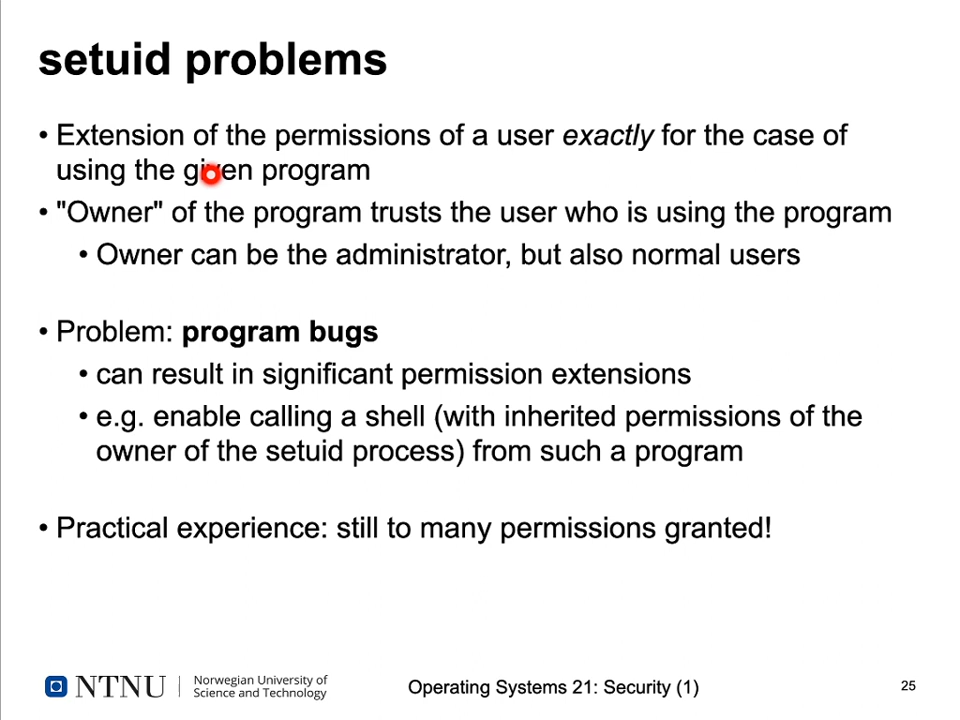 setuid problems
• Extension of the permissions of a user exactly for the case of
using the given program
• "Owner" of the program trusts the user who is using the program
• Owner can be the administrator, but also normal users
• Problem: program bugs
• can result in significant permission extensions
• e.g. enable calling a shell (with inherited permissions of the
owner of the setuid process) from such a program
• Practical experience: still to many permissions granted!
NTNU
Norwegian University of
Science and Technology
Operating Systems 21: Security (1)
25